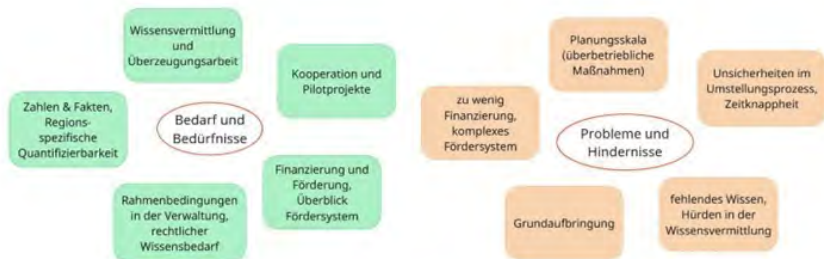 Wissensvermittlung
und
Überzeugungsarbeit
Kooperation und
Pilotprojekte
Zahlen & Fakten,
Regions-
spezifische
Quantifizierbarkeit
Bedarf und
Bedürfnisse
Finanzierung und
Förderung,
Überblick
Fördersystem
Rahmenbedingungen
in der Verwaltung,
rechtlicher
Wissensbedarf
Planungsskala
(überbetriebliche
Maßnahmen)
Unsicherheiten im
Umstellungsprozess,
Zeitknappheit
zu wenig
Finanzierung,
komplexes
Fördersystem
Probleme und
Hindernisse
Grundaufbringung
fehlendes Wissen,
Hürden in der
Wissensvermittlung